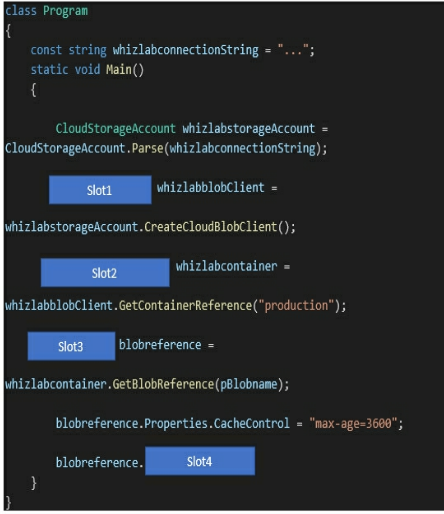 class Program
{
const string whizlabconnectionString = "...";
static void Main()
{
CloudStorageAccount whizlabstorageAccount =
CloudStorageAccount.Parse(whizlabconnectionString);
Slot1 whizlabblobClient =
whizlabstorageAccount.CreateCloudBlobClient();
Slot2 whizlabcontainer =
whizlabblobClient.GetContainerReference("production");
Slot3 blobreference =
whizlabcontainer.GetBlobReference(pBlobname);
blobreference.Properties.CacheControl = "max-age=3600";
blobreference. Slot4
}
}